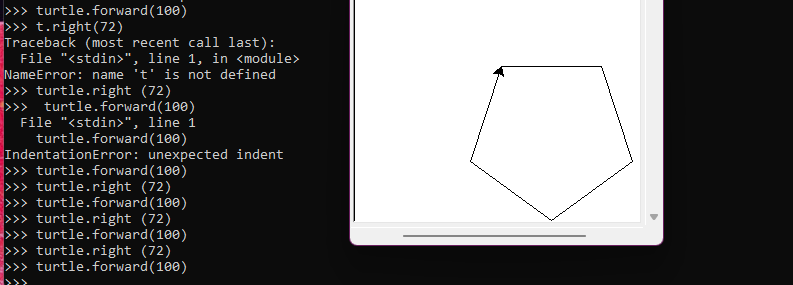 >>> turtle.forward(100)
>>> t.right(72)
Traceback (most recent call last):
  File "<stdin>", line 1, in <module>
NameError: name 't' is not defined
>>> turtle.right (72)
>>>  turtle.forward(100)
  File "<stdin>", line 1
    turtle.forward(100)
IndentationError: unexpected indent
>>> turtle.forward(100)
>>> turtle.right (72)
>>> turtle.forward(100)
>>> turtle.right (72)
>>> turtle.forward(100)
>>> turtle.right (72)
>>> turtle.forward(100)
>>>